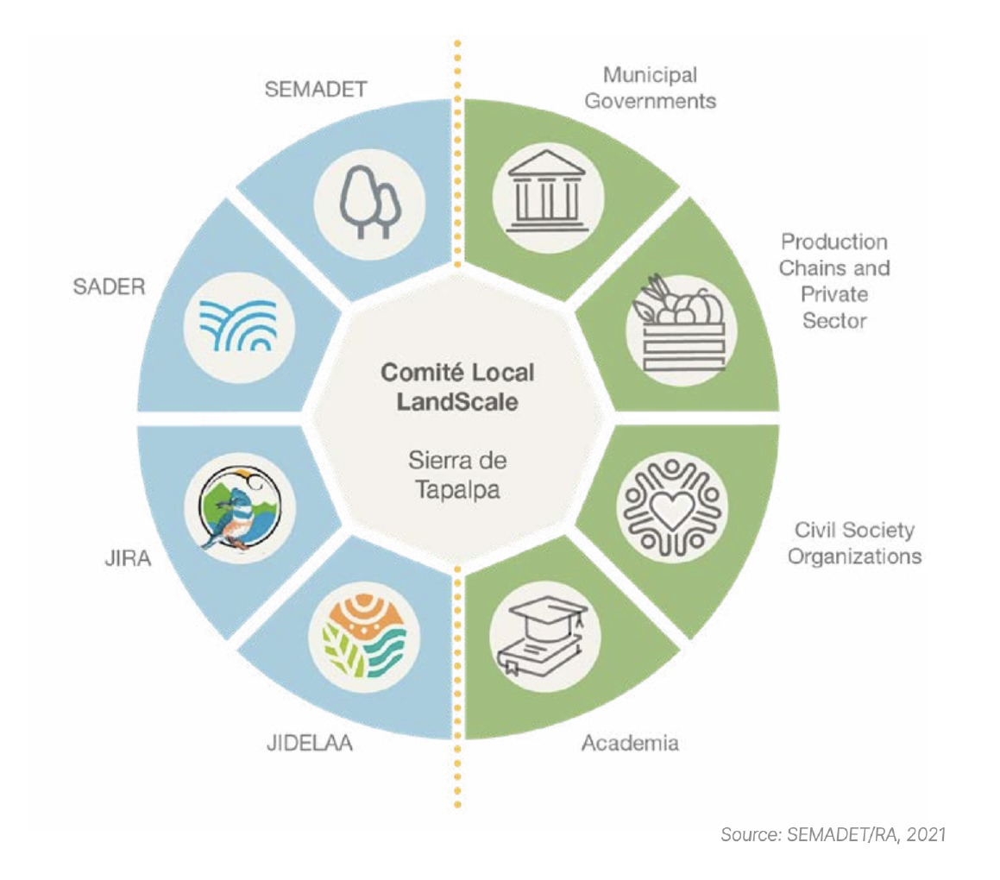 SEMADET
Municipal
Governments
SADER
Production
Chains and
Private
Sector
Comité Local
LandScale
Sierra de
Tapalpa
JIRA
Civil Society
Organizations
JIDELAA
Academia
Source: SEMADET/RA, 2021